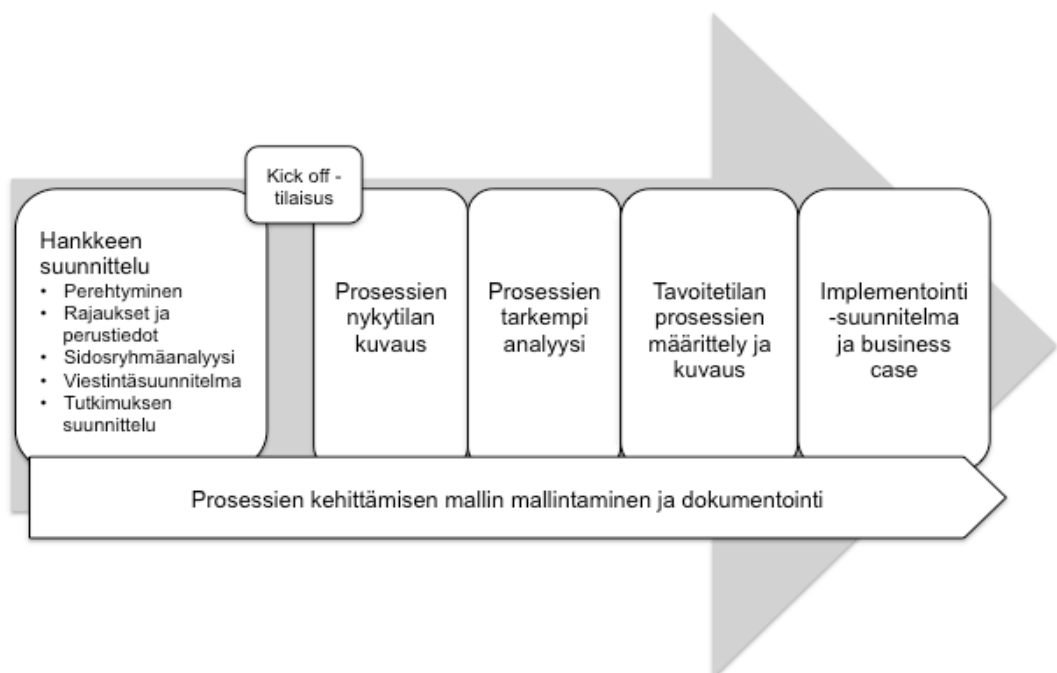 Kick off -
tilaisuus
Hankkeen
suunnittelu
• Perehtyminen
• Rajaukset ja
perustiedot
• Sidosryhmäanalyysi
• Viestintäsuunnitelma
• Tutkimuksen
suunnittelu
Prosessien
nykytilan
kuvaus
Prosessien
tarkempi
analyysi
Tavoitetilan
prosessien
määrittely ja
kuvaus
Implementointi
-suunnitelma
ja business
case
Prosessien kehittämisen mallin mallintaminen ja dokumentointi